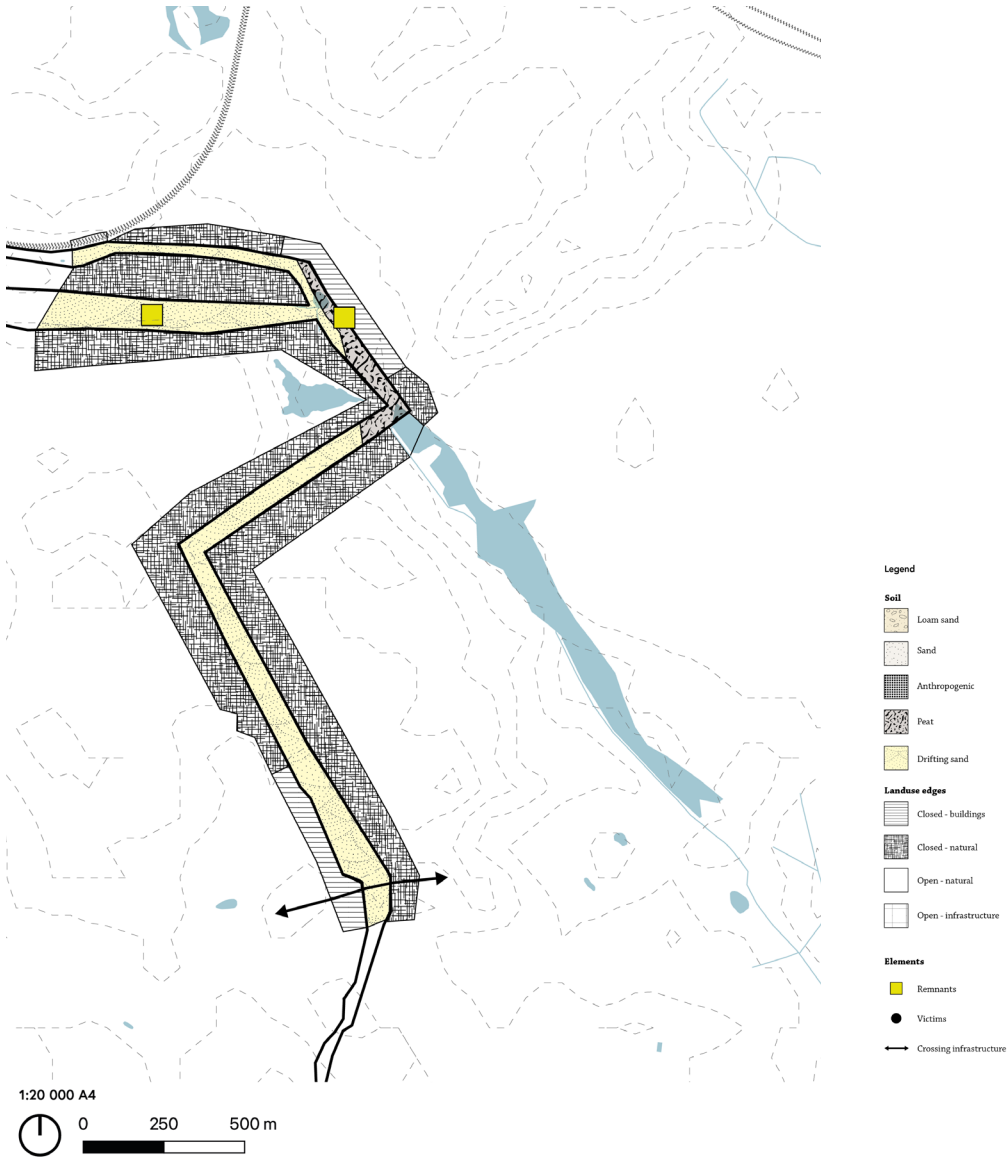 Legend
Soil
Loam sand
Sand
Anthropogenic
Peat
Drifting sand
Landuse edges
Closed - buildings
Closed - natural
Open - natural
Open - infrastructure
Elements
Remnants
Victims
Crossing infrastructure
1:20 000 A4
0 250 500 m